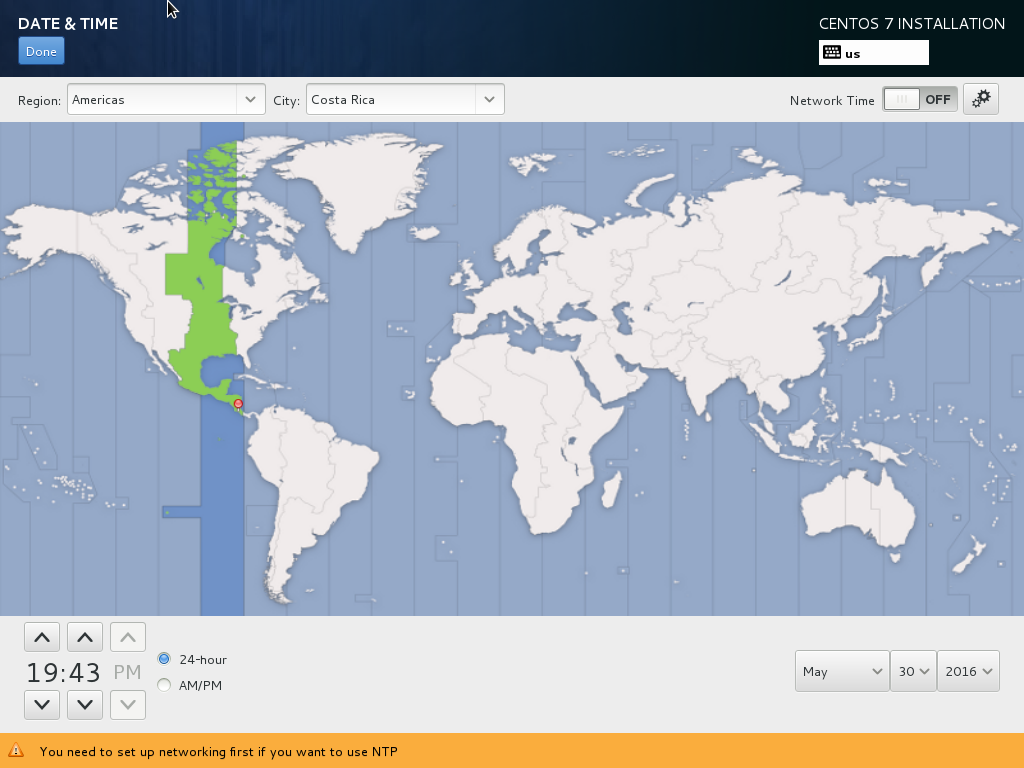 DATE & TIME
CENTOS 7 INSTALLATION
Done
us
Region: Americas City: Costa Rica Network Time OFF
19:43 PM
24-hour
AM/PM
May 30 2016
You need to set up networking first if you want to use NTP